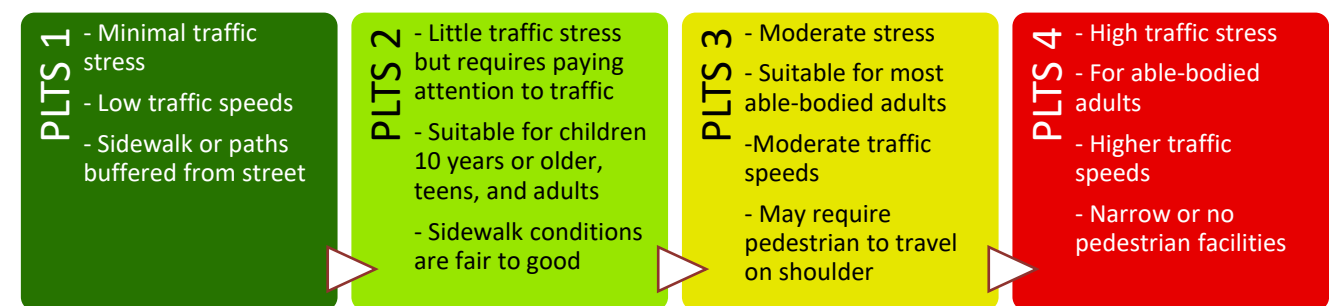 PLTS 1
- Minimal traffic
stress
- Low traffic speeds
- Sidewalk or paths
buffered from street
PLTS 2
- Little traffic stress
but requires paying
attention to traffic
- Suitable for children
10 years or older,
teens, and adults
- Sidewalk conditions
are fair to good
PLTS 3
- Moderate stress
- Suitable for most
able-bodied adults
-Moderate traffic
speeds
- May require
pedestrian to travel
on shoulder
PLTS 4
- High traffic stress
- For able-bodied
adults
- Higher traffic
speeds
- Narrow or no
pedestrian facilities